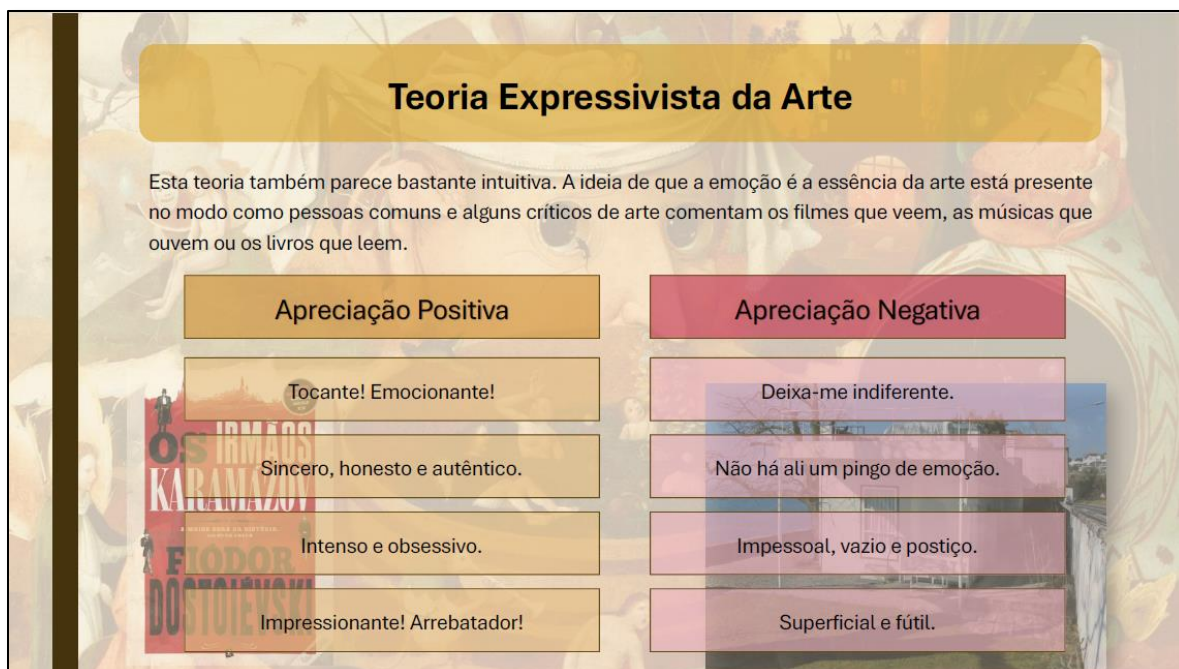 Teoria Expressivista da Arte
Esta teoria também parece bastante intuitiva. A ideia de que a emoção é a essência da arte está presente
no modo como pessoas comuns e alguns críticos de arte comentam os filmes que veem, as músicas que
ouvem ou os livros que leem.
Apreciação Positiva
Tocante! Emocionante!
Sincero, honesto e autêntico.
Intenso e obsessivo.
Impressionante! Arrebatador!
Apreciação Negativa
Deixa-me indiferente.
Não há ali um pingo de emoção.
Impessoal, vazio e postiço.
Superficial e fútil.
OS IRMÃOS
KARAMÁZOV
FIÓDOR
DOSTOIÉVSKI